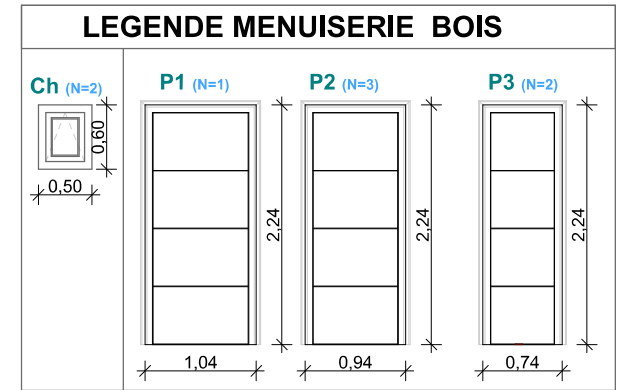 LEGENDE MENUISERIE BOIS
Ch (N=2)
P1 (N=1)
P2 (N=3)
P3 (N=2)
0,60
0,50
2,24
2,24
2,24
1,04
0,94
0,74